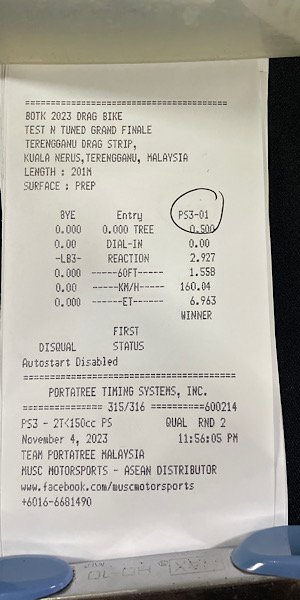 ===================================
BOTK 2023 DRAG BIKE
TEST N TUNED GRAND FINALE
TERENGGANU DRAG STRIP,
KUALA NERUS,TERENGGANU, MALAYSIA
LENGTH : 201M
SURFACE : PREP
BYE Entry PS3-01
0.000 0.000 TREE 0.500
0.00 DIAL-IN 0.00
-LB3- REACTION 2.927
0.000 ------60FT----- 1.558
0.00 ------KM/H----- 160.04
0.000 -------ET------ 6.963
WINNER
FIRST
DISQUAL STATUS
Autostart Disabled
=====================================
PORTATREE TIMING SYSTEMS, INC.
============== 315/316 ==========600214
PS3 - 2T<150cc PS QUAL RND 2
November 4, 2023 11:56:05 PM
TEAM PORTATREE MALAYSIA
MUSC MOTORSPORTS - ASEAN DISTRIBUTOR
www.facebook.com/muscmotorsports
+6016-6681490